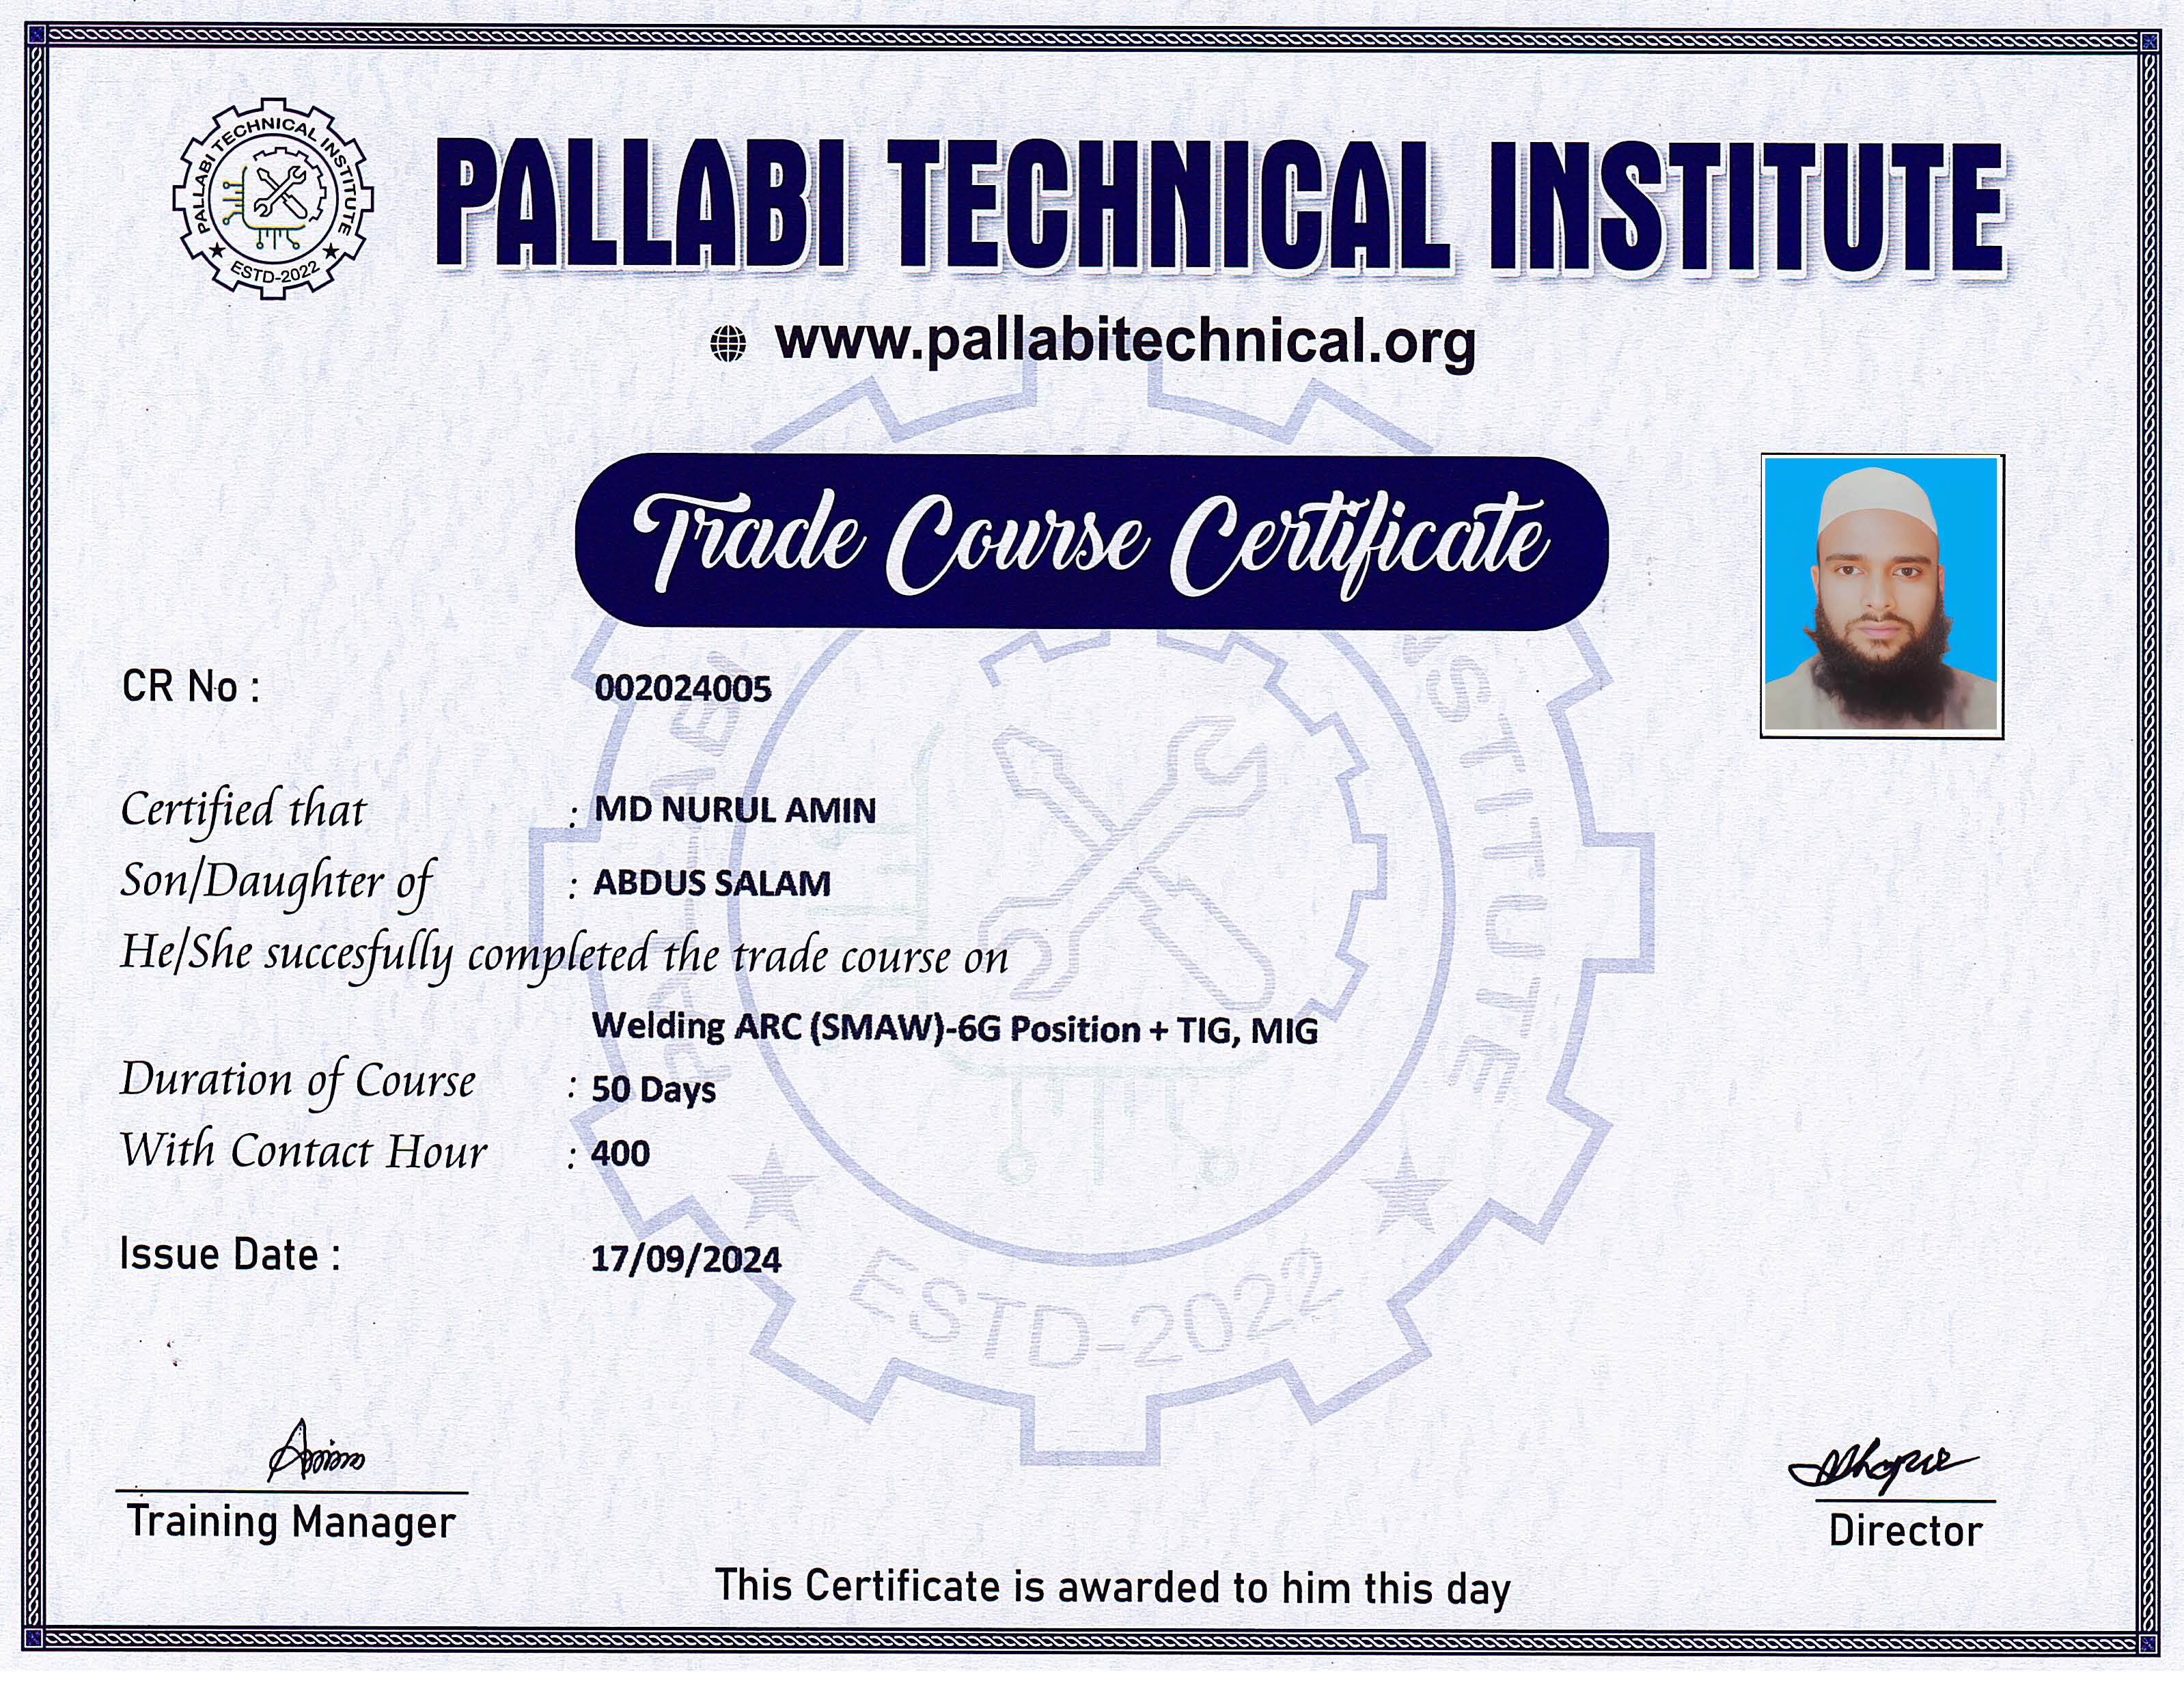 PALLABI TECHNICAL INSTITUTE
ESTD-2022
PALLABI TECHNICAL INSTITUTE
www.pallabitechnical.org
Trade Course Certificate
CR No : 002024005
Certified that : MD NURUL AMIN
Son/Daughter of : ABDUS SALAM
He/She succesfully completed the trade course on
Welding ARC (SMAW)-6G Position + TIG, MIG
Duration of Course : 50 Days
With Contact Hour : 400
Issue Date : 17/09/2024
ESTD-2022
Training Manager
Director
This Certificate is awarded to him this day